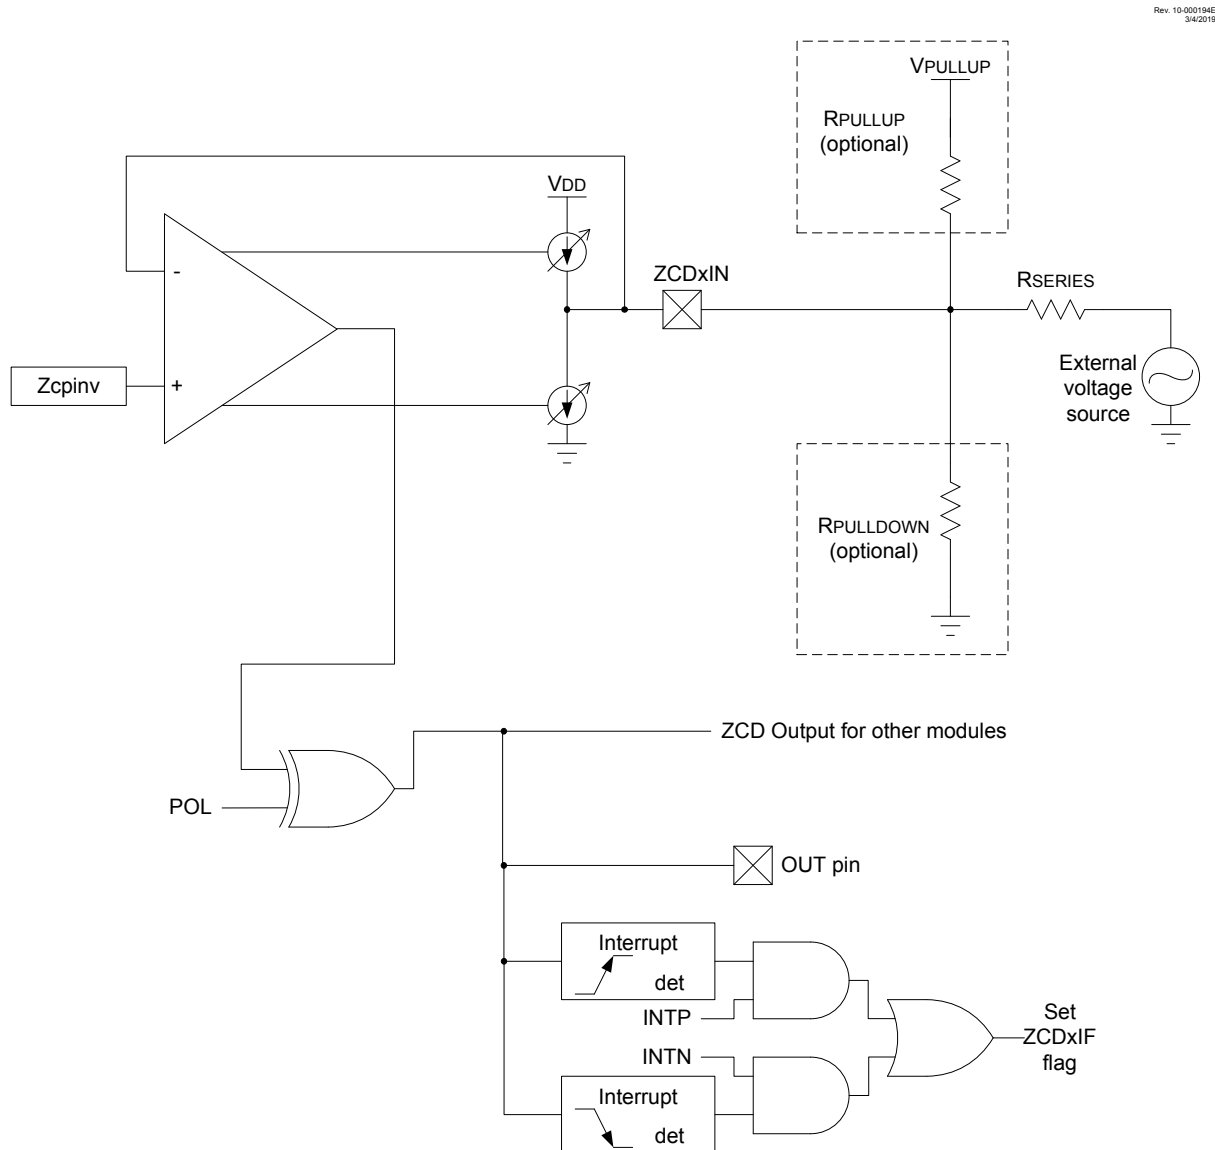 Rev. 10-000194E
3/4/2019
VPULLUP
RPULLUP
(optional)
VDD
ZCDxIN
RSERIES
-
Zcpinv
+
External
voltage
source
RPULLDOWN
(optional)
ZCD Output for other modules
POL
OUT pin
Interrupt
det
INTP
Set
ZCDxIF
flag
INTN
Interrupt
det